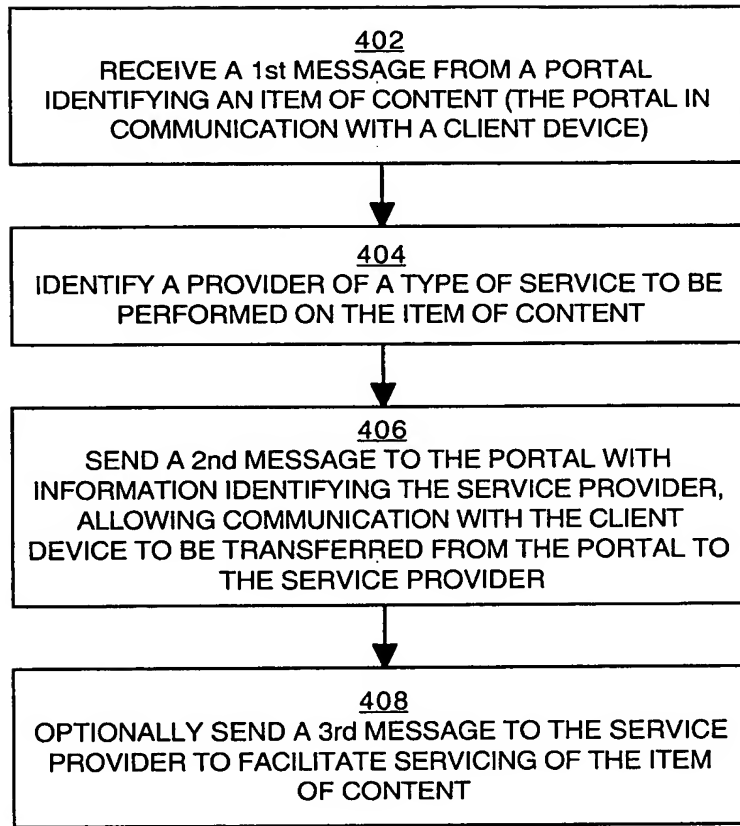 402
RECEIVE A 1st MESSAGE FROM A PORTAL
IDENTIFYING AN ITEM OF CONTENT (THE PORTAL IN
COMMUNICATION WITH A CLIENT DEVICE)
404
IDENTIFY A PROVIDER OF A TYPE OF SERVICE TO BE
PERFORMED ON THE ITEM OF CONTENT
406
SEND A 2nd MESSAGE TO THE PORTAL WITH
INFORMATION IDENTIFYING THE SERVICE PROVIDER,
ALLOWING COMMUNICATION WITH THE CLIENT
DEVICE TO BE TRANSFERRED FROM THE PORTAL TO
THE SERVICE PROVIDER
408
OPTIONALLY SEND A 3rd MESSAGE TO THE SERVICE
PROVIDER TO FACILITATE SERVICING OF THE ITEM
OF CONTENT